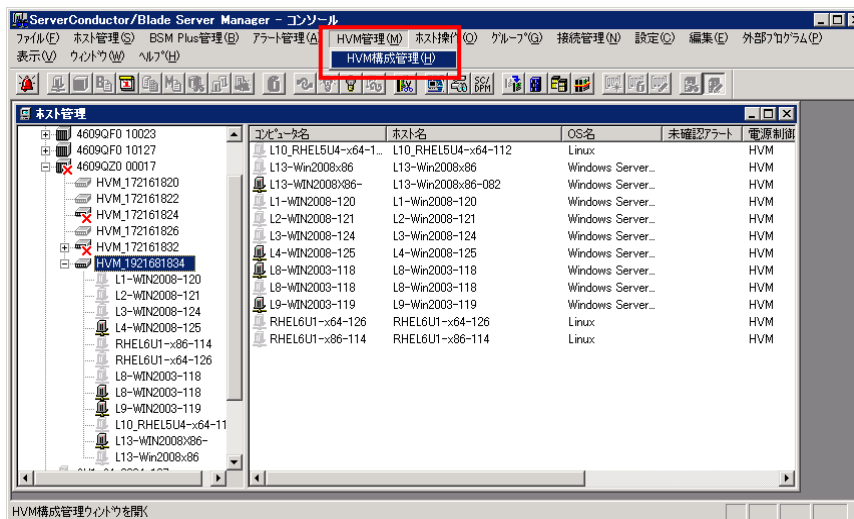 ServerConductor/Blade Server Manager - コンソール
ファイル(F) ホスト管理(S) BSM Plus管理(B) アラート管理(A) HVM管理(M) ホスト操作(O) グループ(G) 接続管理(N) 設定(C) 編集(E) 外部プログラム(P)
表示(V) ウィンドウ(W) ヘルプ(H)
HVM構成管理(H)
SC/
DPM
ホスト管理
4609QF0 10023
4609QF0 10127
4609QZ0 00017
HVM_172161820
HVM_172161822
HVM_172161824
HVM_172161826
HVM_172161832
HVM_1921681834
L1-WIN2008-120
L2-WIN2008-121
L3-WIN2008-124
L4-WIN2008-125
RHEL6U1-x86-114
RHEL6U1-x64-126
L8-WIN2003-118
L8-WIN2003-118
L9-WIN2003-119
L10_RHEL5U4-x64-11
L13-WIN2008X86-
L13-Win2008x86
コンピュータ名 ホスト名 OS名 未確認アラート 電源制御
L10_RHEL5U4-x64-1... L10_RHEL5U4-x64-112 Linux HVM
L13-Win2008x86 L13-Win2008x86 Windows Server... HVM
L13-WIN2008X86- L13-Win2008x86-082 Windows Server... HVM
L1-WIN2008-120 L1-Win2008-120 Windows Server... HVM
L2-WIN2008-121 L2-Win2008-121 Windows Server... HVM
L3-WIN2008-124 L3-Win2008-124 Windows Server... HVM
L4-WIN2008-125 L4-Win2008-125 Windows Server... HVM
L8-WIN2003-118 L8-Win2003-118 Windows Server... HVM
L8-WIN2003-118 L8-Win2003-118 Windows Server... HVM
L9-WIN2003-119 L9-Win2003-119 Windows Server... HVM
RHEL6U1-x64-126 RHEL6U1-x64-126 Linux HVM
RHEL6U1-x86-114 RHEL6U1-x86-114 Linux HVM
HVM構成管理ウィンドウを開く